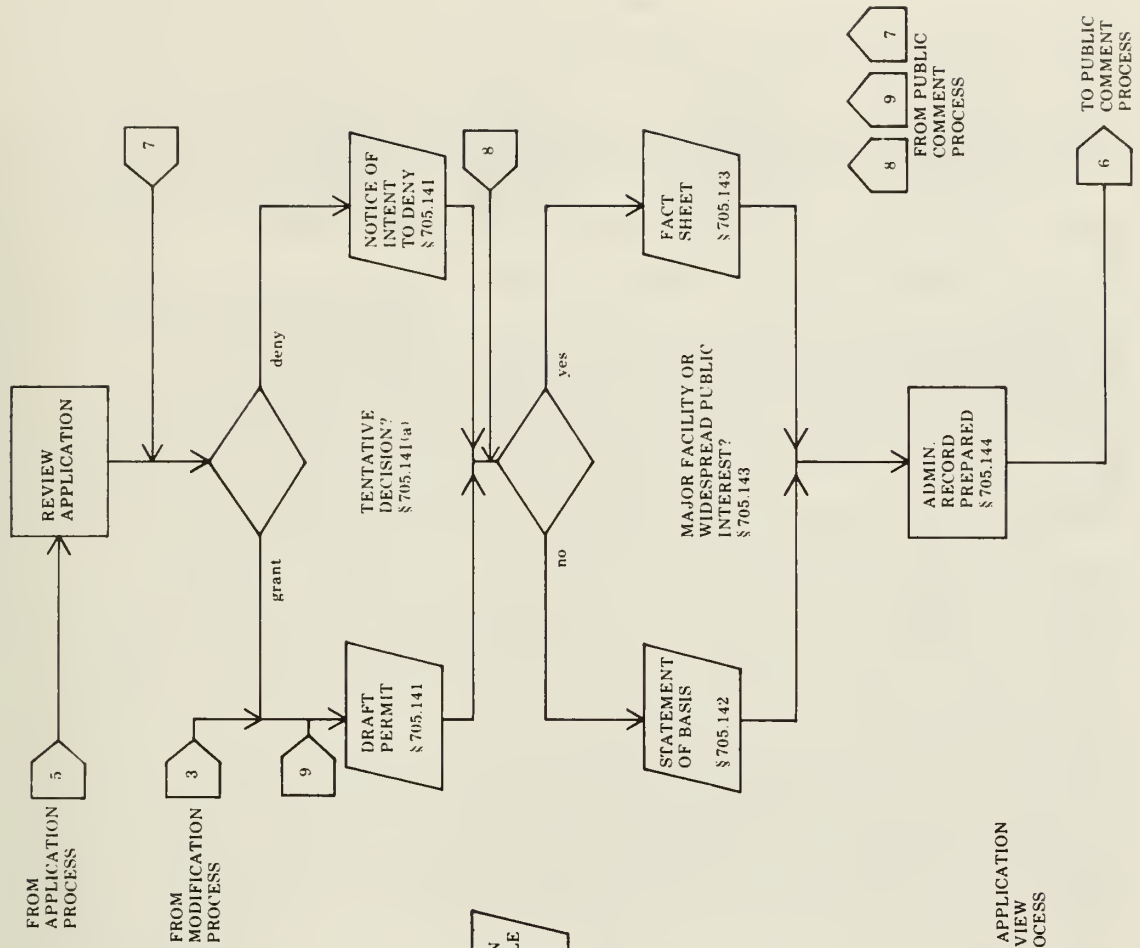 FROM
APPLICATION
PROCESS
5
REVIEW
APPLICATION
7
FROM
MODIFICATION
PROCESS
3
9
grant
deny
TENTATIVE
DECISION?
§ 705.141(a)
DRAFT
PERMIT
§ 705.141
NOTICE OF
INTENT
TO DENY
§ 705.141
8
no
yes
MAJOR FACILITY OR
WIDESPREAD PUBLIC
INTEREST?
§ 705.143
STATEMENT
OF BASIS
§ 705.142
FACT
SHEET
§ 705.143
8
9
7
FROM PUBLIC
COMMENT
PROCESS
ADMIN.
RECORD
PREPARED
§ 705.144
6
TO PUBLIC
COMMENT
PROCESS
APPLICATION
VIEW
OCESS
N
LE